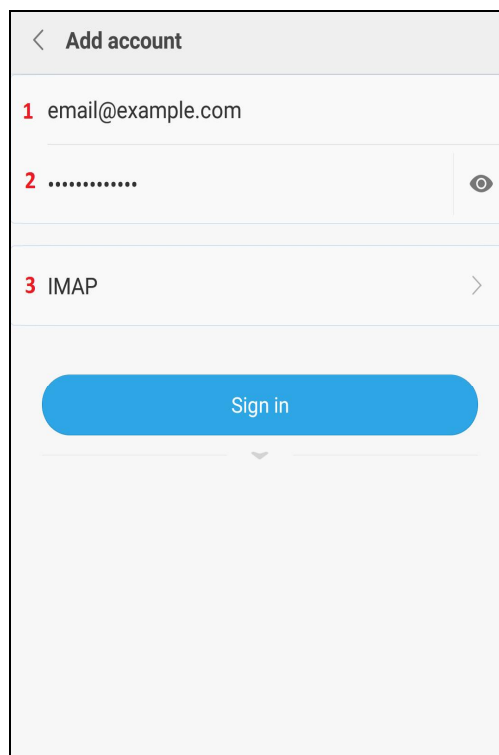 Add account
1 email@example.com
2 •••••••••••••
3 IMAP
Sign in